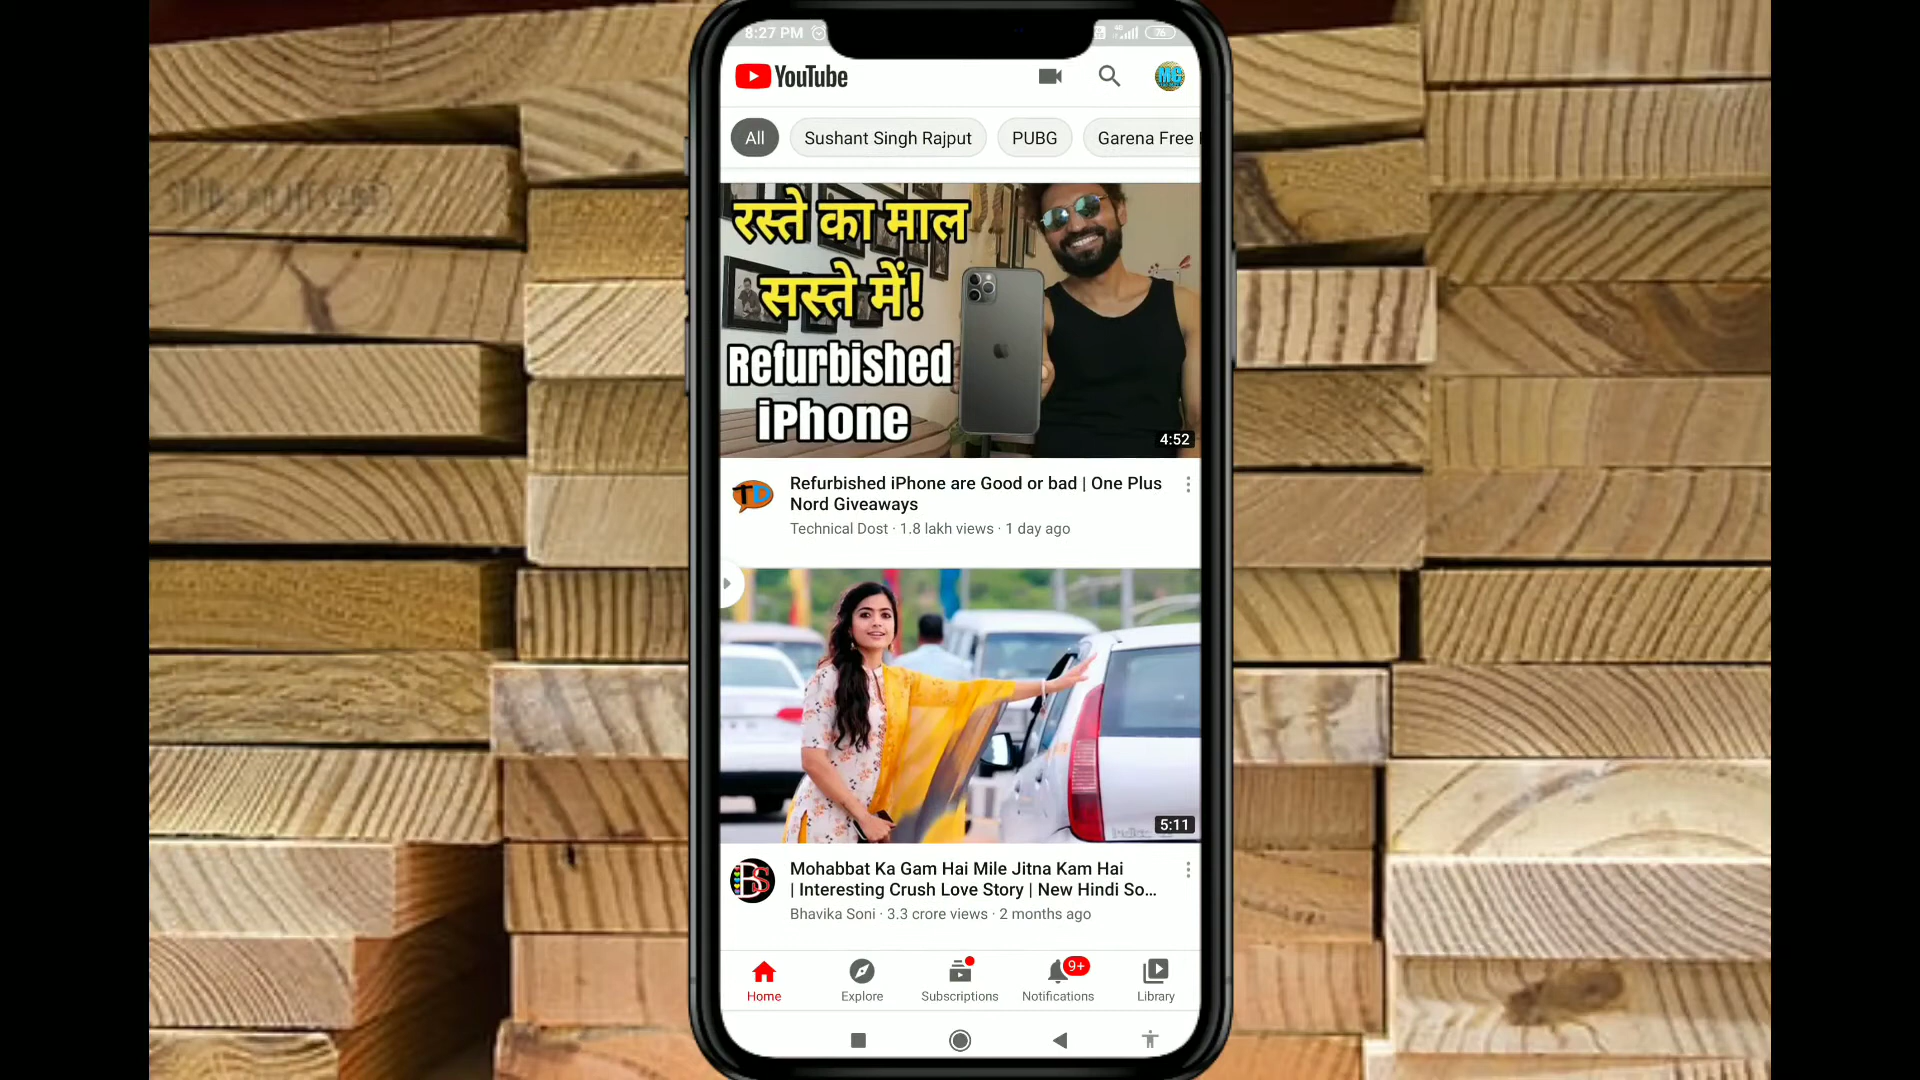 8:27 PM
76
YouTube
All
Sushant Singh Rajput
PUBG
Garena Free
रस्ते का माल
सस्ते में!
Refurbished
iPhone
4:52
TD
Refurbished iPhone are Good or bad | One Plus
Nord Giveaways
Technical Dost · 1.8 lakh views · 1 day ago
5:11
BS
Mohabbat Ka Gam Hai Mile Jitna Kam Hai
| Interesting Crush Love Story | New Hindi So...
Bhavika Soni · 3.3 crore views · 2 months ago
9+
Home
Explore
Subscriptions
Notifications
Library